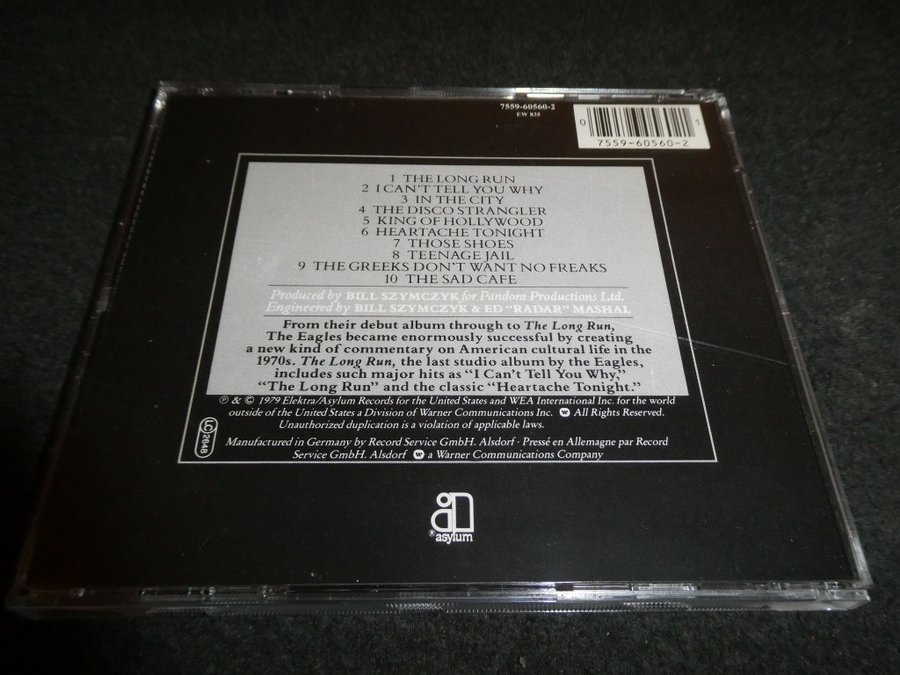 7559-60560-2
EW 835
0 1
7559-60560-2
1 THE LONG RUN
2 I CAN'T TELL YOU WHY
3 IN THE CITY
4 THE DISCO STRANGLER
5 KING OF HOLLYWOOD
6 HEARTACHE TONIGHT
7 THOSE SHOES
8 TEENAGE JAIL
9 THE GREEKS DON'T WANT NO FREAKS
10 THE SAD CAFE
Produced by BILL SZYMCZYK for Pandora Productions Ltd.
Engineered by BILL SZYMCZYK & ED "RADAR" MASHAL
From their debut album through to The Long Run,
The Eagles became enormously successful by creating
a new kind of commentary on American cultural life in the
1970s. The Long Run, the last studio album by the Eagles,
includes such major hits as "I Can't Tell You Why,"
"The Long Run" and the classic "Heartache Tonight."
℗ & © 1979 Elektra/Asylum Records for the United States and WEA International Inc. for the world
outside of the United States a Division of Warner Communications Inc. All Rights Reserved.
Unauthorized duplication is a violation of applicable laws.
Manufactured in Germany by Record Service GmbH. Alsdorf · Pressé en Allemagne par Record
Service GmbH. Alsdorf a Warner Communications Company
LC 2648
® asylum